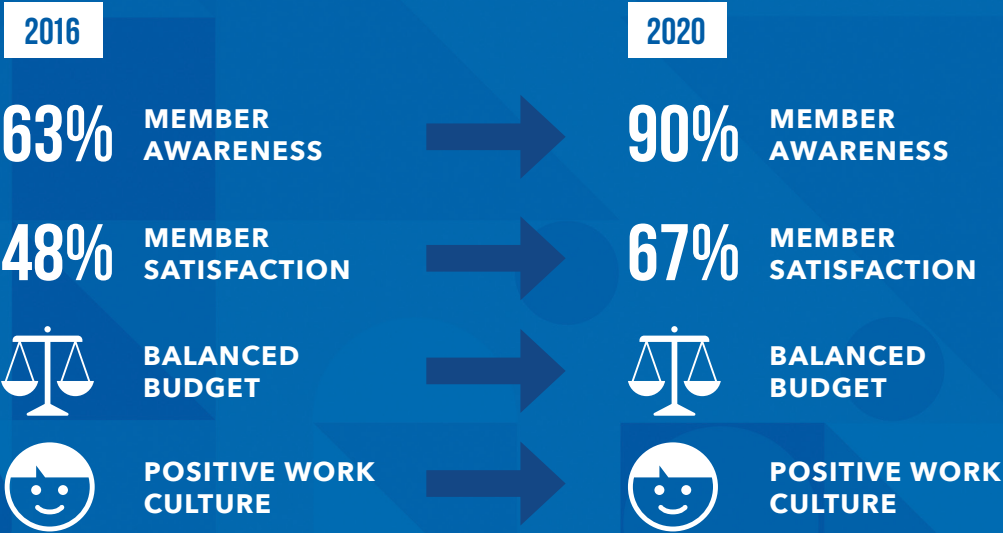 2016
2020
63%
MEMBER
AWARENESS
90%
MEMBER
AWARENESS
48%
MEMBER
SATISFACTION
67%
MEMBER
SATISFACTION
BALANCED
BUDGET
BALANCED
BUDGET
POSITIVE WORK
CULTURE
POSITIVE WORK
CULTURE